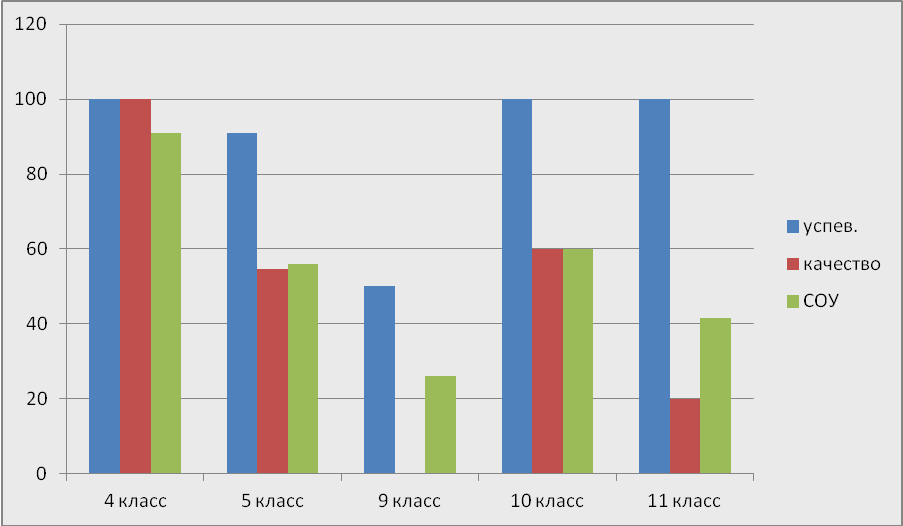 120
100
80
60
40
20
0
4 класс
5 класс
9 класс
10 класс
11 класс
успев.
качество
СОУ